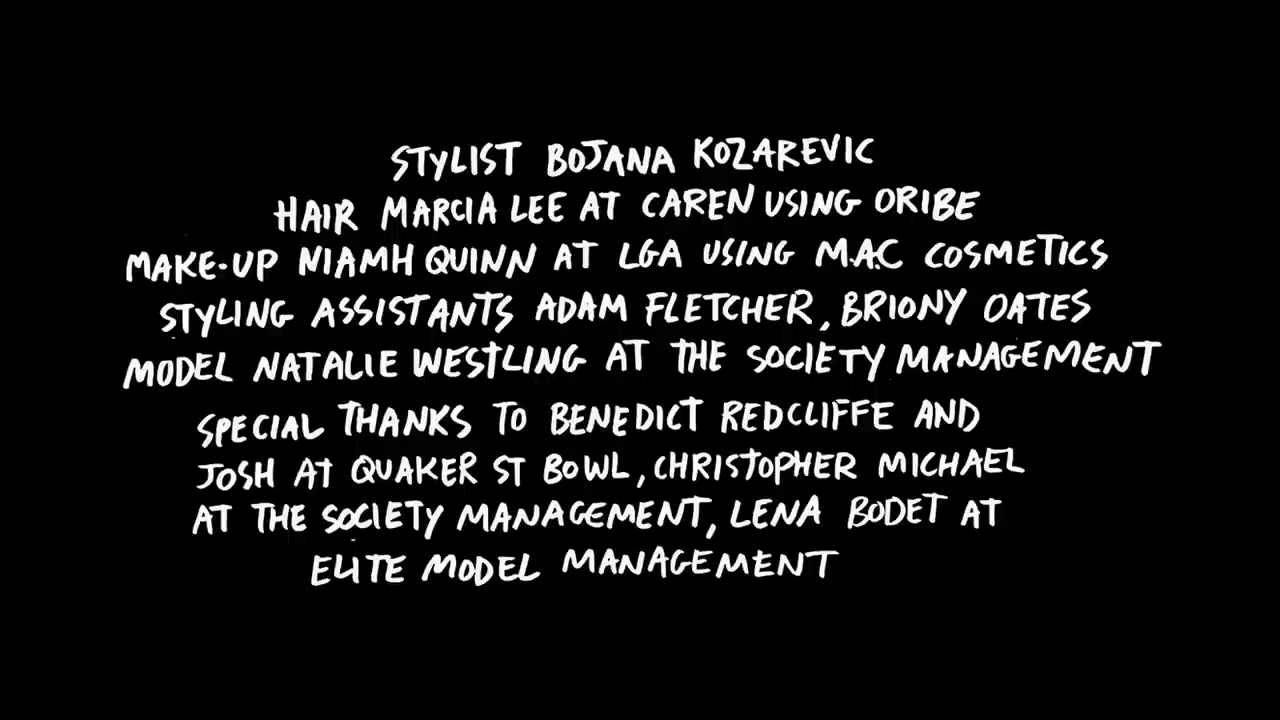 STYLIST BOJANA KOZAREVIC
HAIR MARCIA LEE AT CAREN USING ORIBE
MAKE-UP NIAMH QUINN AT LGA USING M.A.C COSMETICS
STYLING ASSISTANTS ADAM FLETCHER, BRIONY OATES
MODEL NATALIE WESTLING AT THE SOCIETY MANAGEMENT
SPECIAL THANKS TO BENEDICT REDCLIFFE AND
JOSH AT QUAKER ST BOWL, CHRISTOPHER MICHAEL
AT THE SOCIETY MANAGEMENT, LENA BODET AT
ELITE MODEL MANAGEMENT